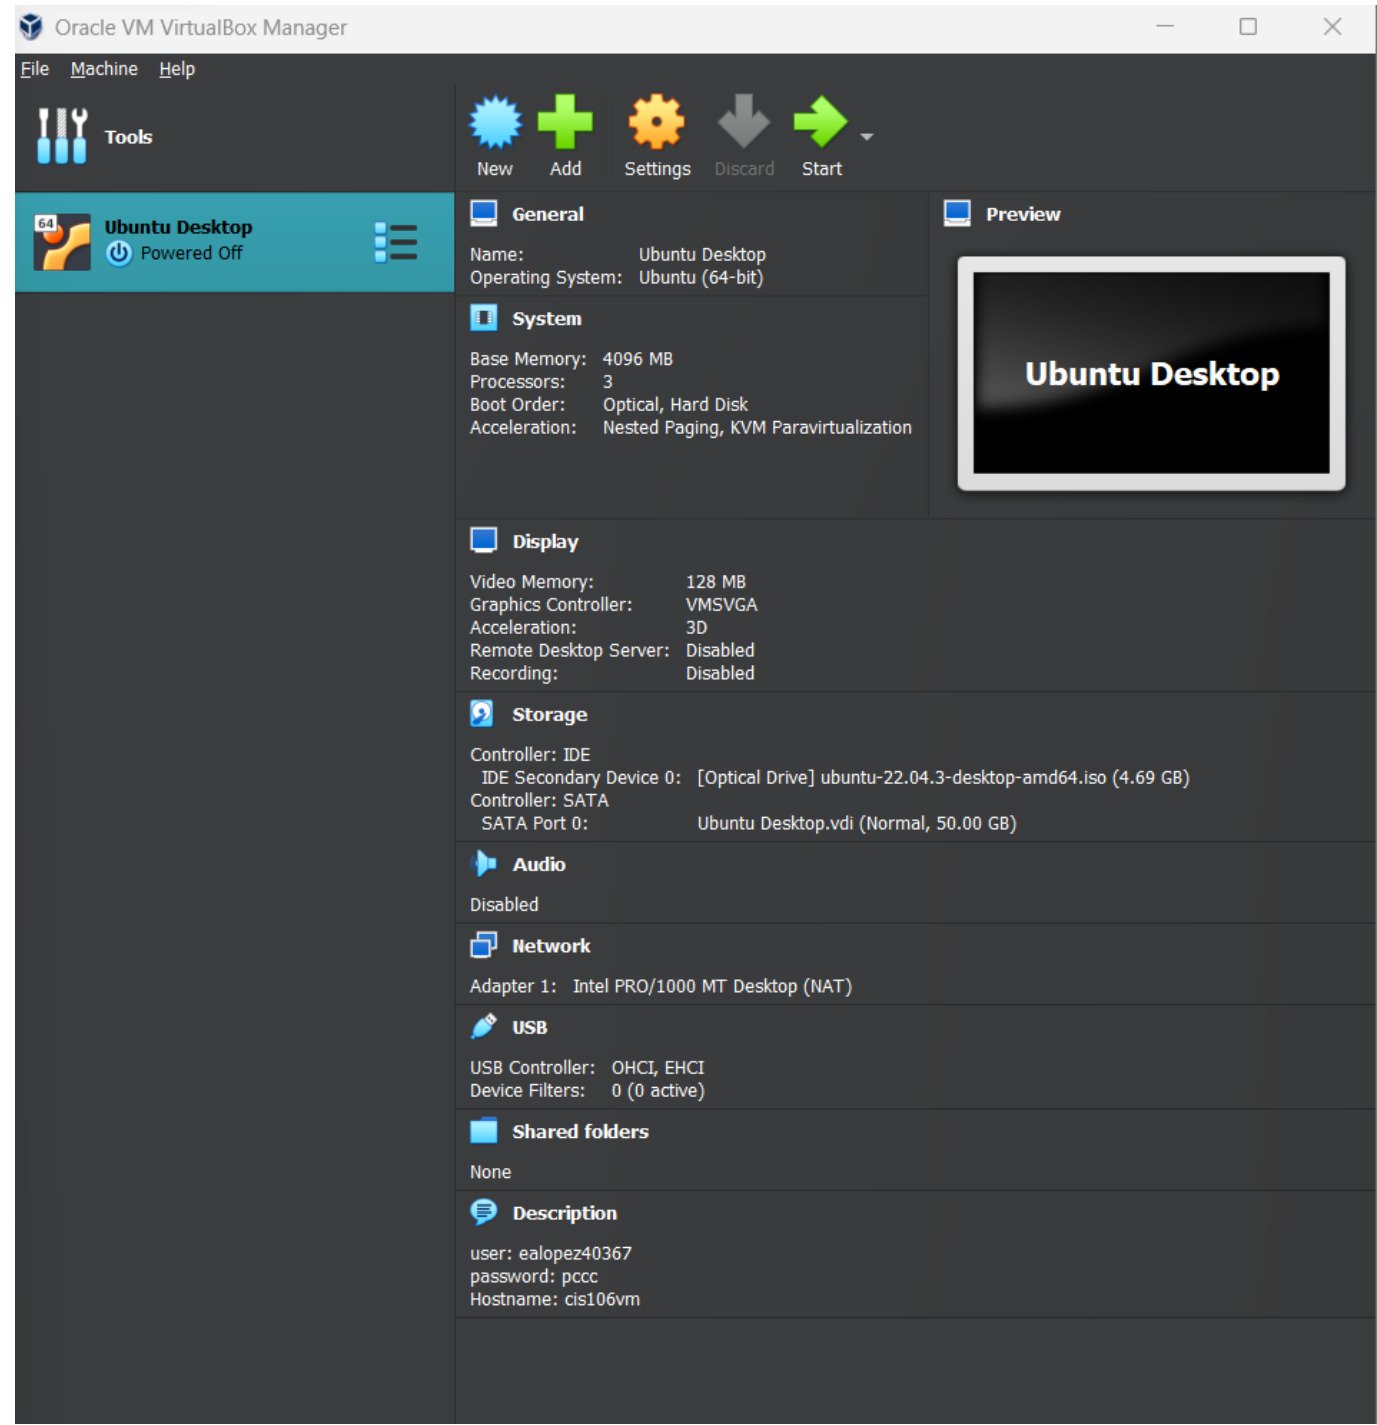 Oracle VM VirtualBox Manager
File Machine Help
Tools
New Add Settings Discard Start
64
Ubuntu Desktop
Powered Off
General
Name: Ubuntu Desktop
Operating System: Ubuntu (64-bit)
Preview
Ubuntu Desktop
System
Base Memory: 4096 MB
Processors: 3
Boot Order: Optical, Hard Disk
Acceleration: Nested Paging, KVM Paravirtualization
Display
Video Memory: 128 MB
Graphics Controller: VMSVGA
Acceleration: 3D
Remote Desktop Server: Disabled
Recording: Disabled
Storage
Controller: IDE
IDE Secondary Device 0: [Optical Drive] ubuntu-22.04.3-desktop-amd64.iso (4.69 GB)
Controller: SATA
SATA Port 0: Ubuntu Desktop.vdi (Normal, 50.00 GB)
Audio
Disabled
Network
Adapter 1: Intel PRO/1000 MT Desktop (NAT)
USB
USB Controller: OHCI, EHCI
Device Filters: 0 (0 active)
Shared folders
None
Description
user: ealopez40367
password: pccc
Hostname: cis106vm